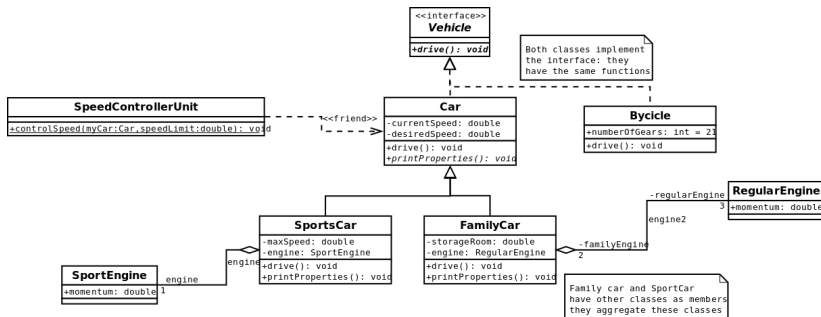 <<interface>>
Vehicle
+drive(): void
Both classes implement
the interface: they
have the same functions
SpeedControllerUnit
+controlSpeed(myCar:Car,speedLimit:double): void
<<friend>>
Car
-currentSpeed: double
-desiredSpeed: double
+drive(): void
+printProperties(): void
Bycicle
+numberOfGears: int = 21
+drive(): void
RegularEngine
+momentum: double
-regularEngine
3
engine2
-familyEngine
2
SportsCar
-maxSpeed: double
-engine: SportEngine
+drive(): void
+printProperties(): void
FamilyCar
-storageRoom: double
-engine: RegularEngine
+drive(): void
+printProperties(): void
engine
SportEngine
+momentum: double
engine
1
Family car and SportCar
have other classes as members
they aggregate these classes